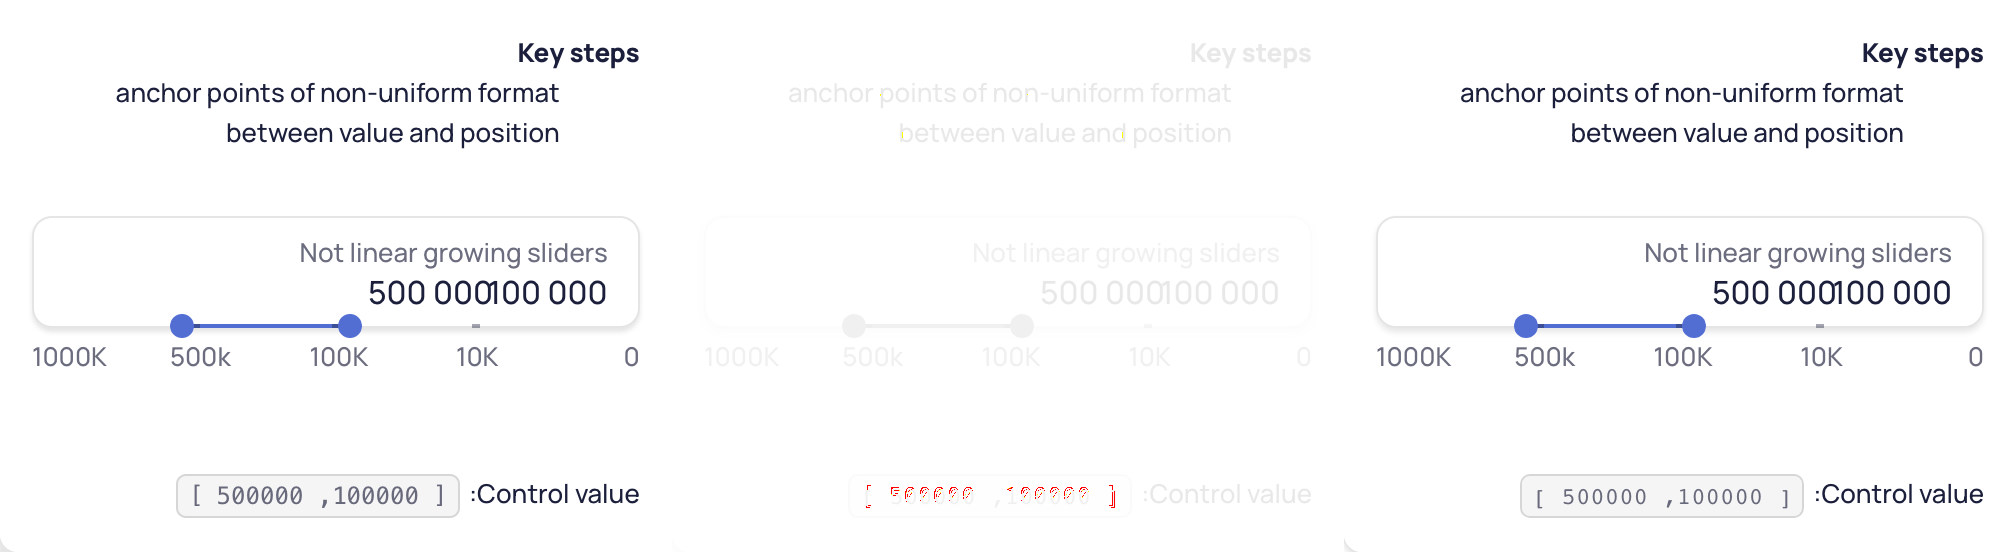 Key steps
anchor points of non-uniform format
between value and position
Not linear growing sliders
500 000100 000
1000K 500k 100K 10K 0
[ 500000 ,100000 ] :Control value
Key steps
anchor points of non-uniform format
between value and position
Not linear growing sliders
500 000100 000
1000K 500k 100K 10K 0
[ 500000 ,100000 ] :Control value
Key steps
anchor points of non-uniform format
between value and position
Not linear growing sliders
500 000100 000
1000K 500k 100K 10K 0
[ 500000 ,100000 ] :Control value